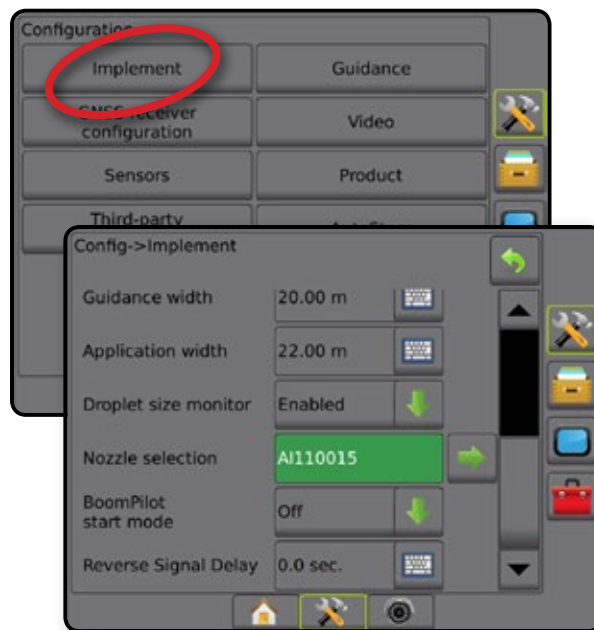 Configuration
Implement
Guidance
GNSS receiver
configuration
Video
Sensors
Product
Third-party
Config->Implement
Guidance width
20.00 m
Application width
22.00 m
Droplet size monitor
Enabled
Nozzle selection
AI110015
BoomPilot
start mode
Off
Reverse Signal Delay
0.0 sec.